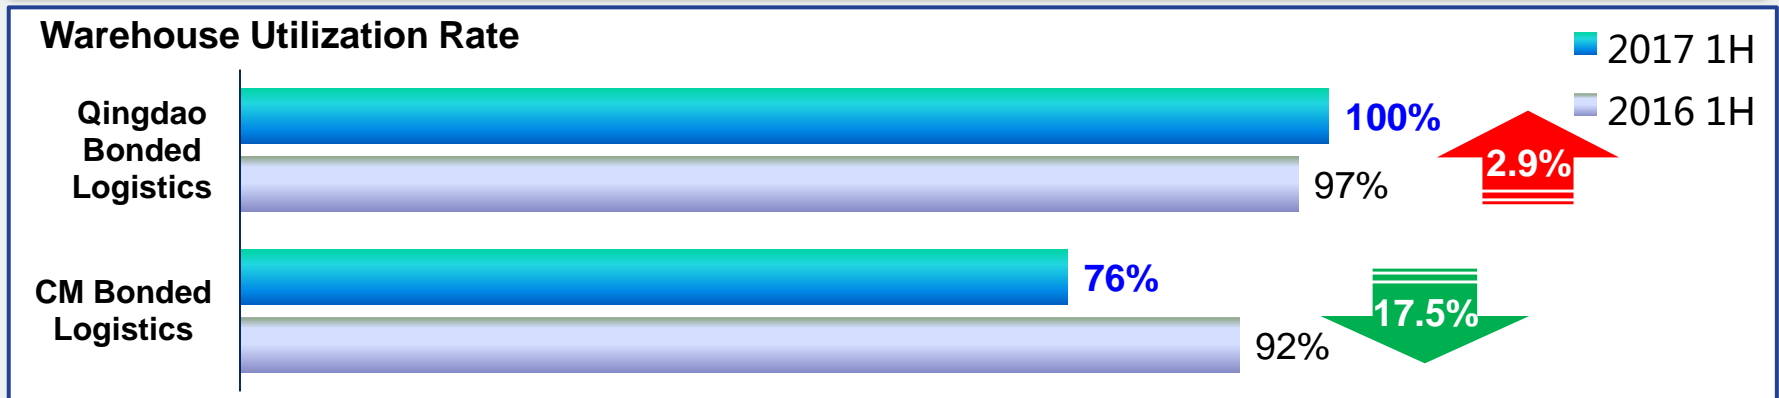 Warehouse Utilization Rate
2017 1H
2016 1H
Qingdao
Bonded
Logistics
100%
97%
2.9%
CM Bonded
Logistics
76%
92%
17.5%